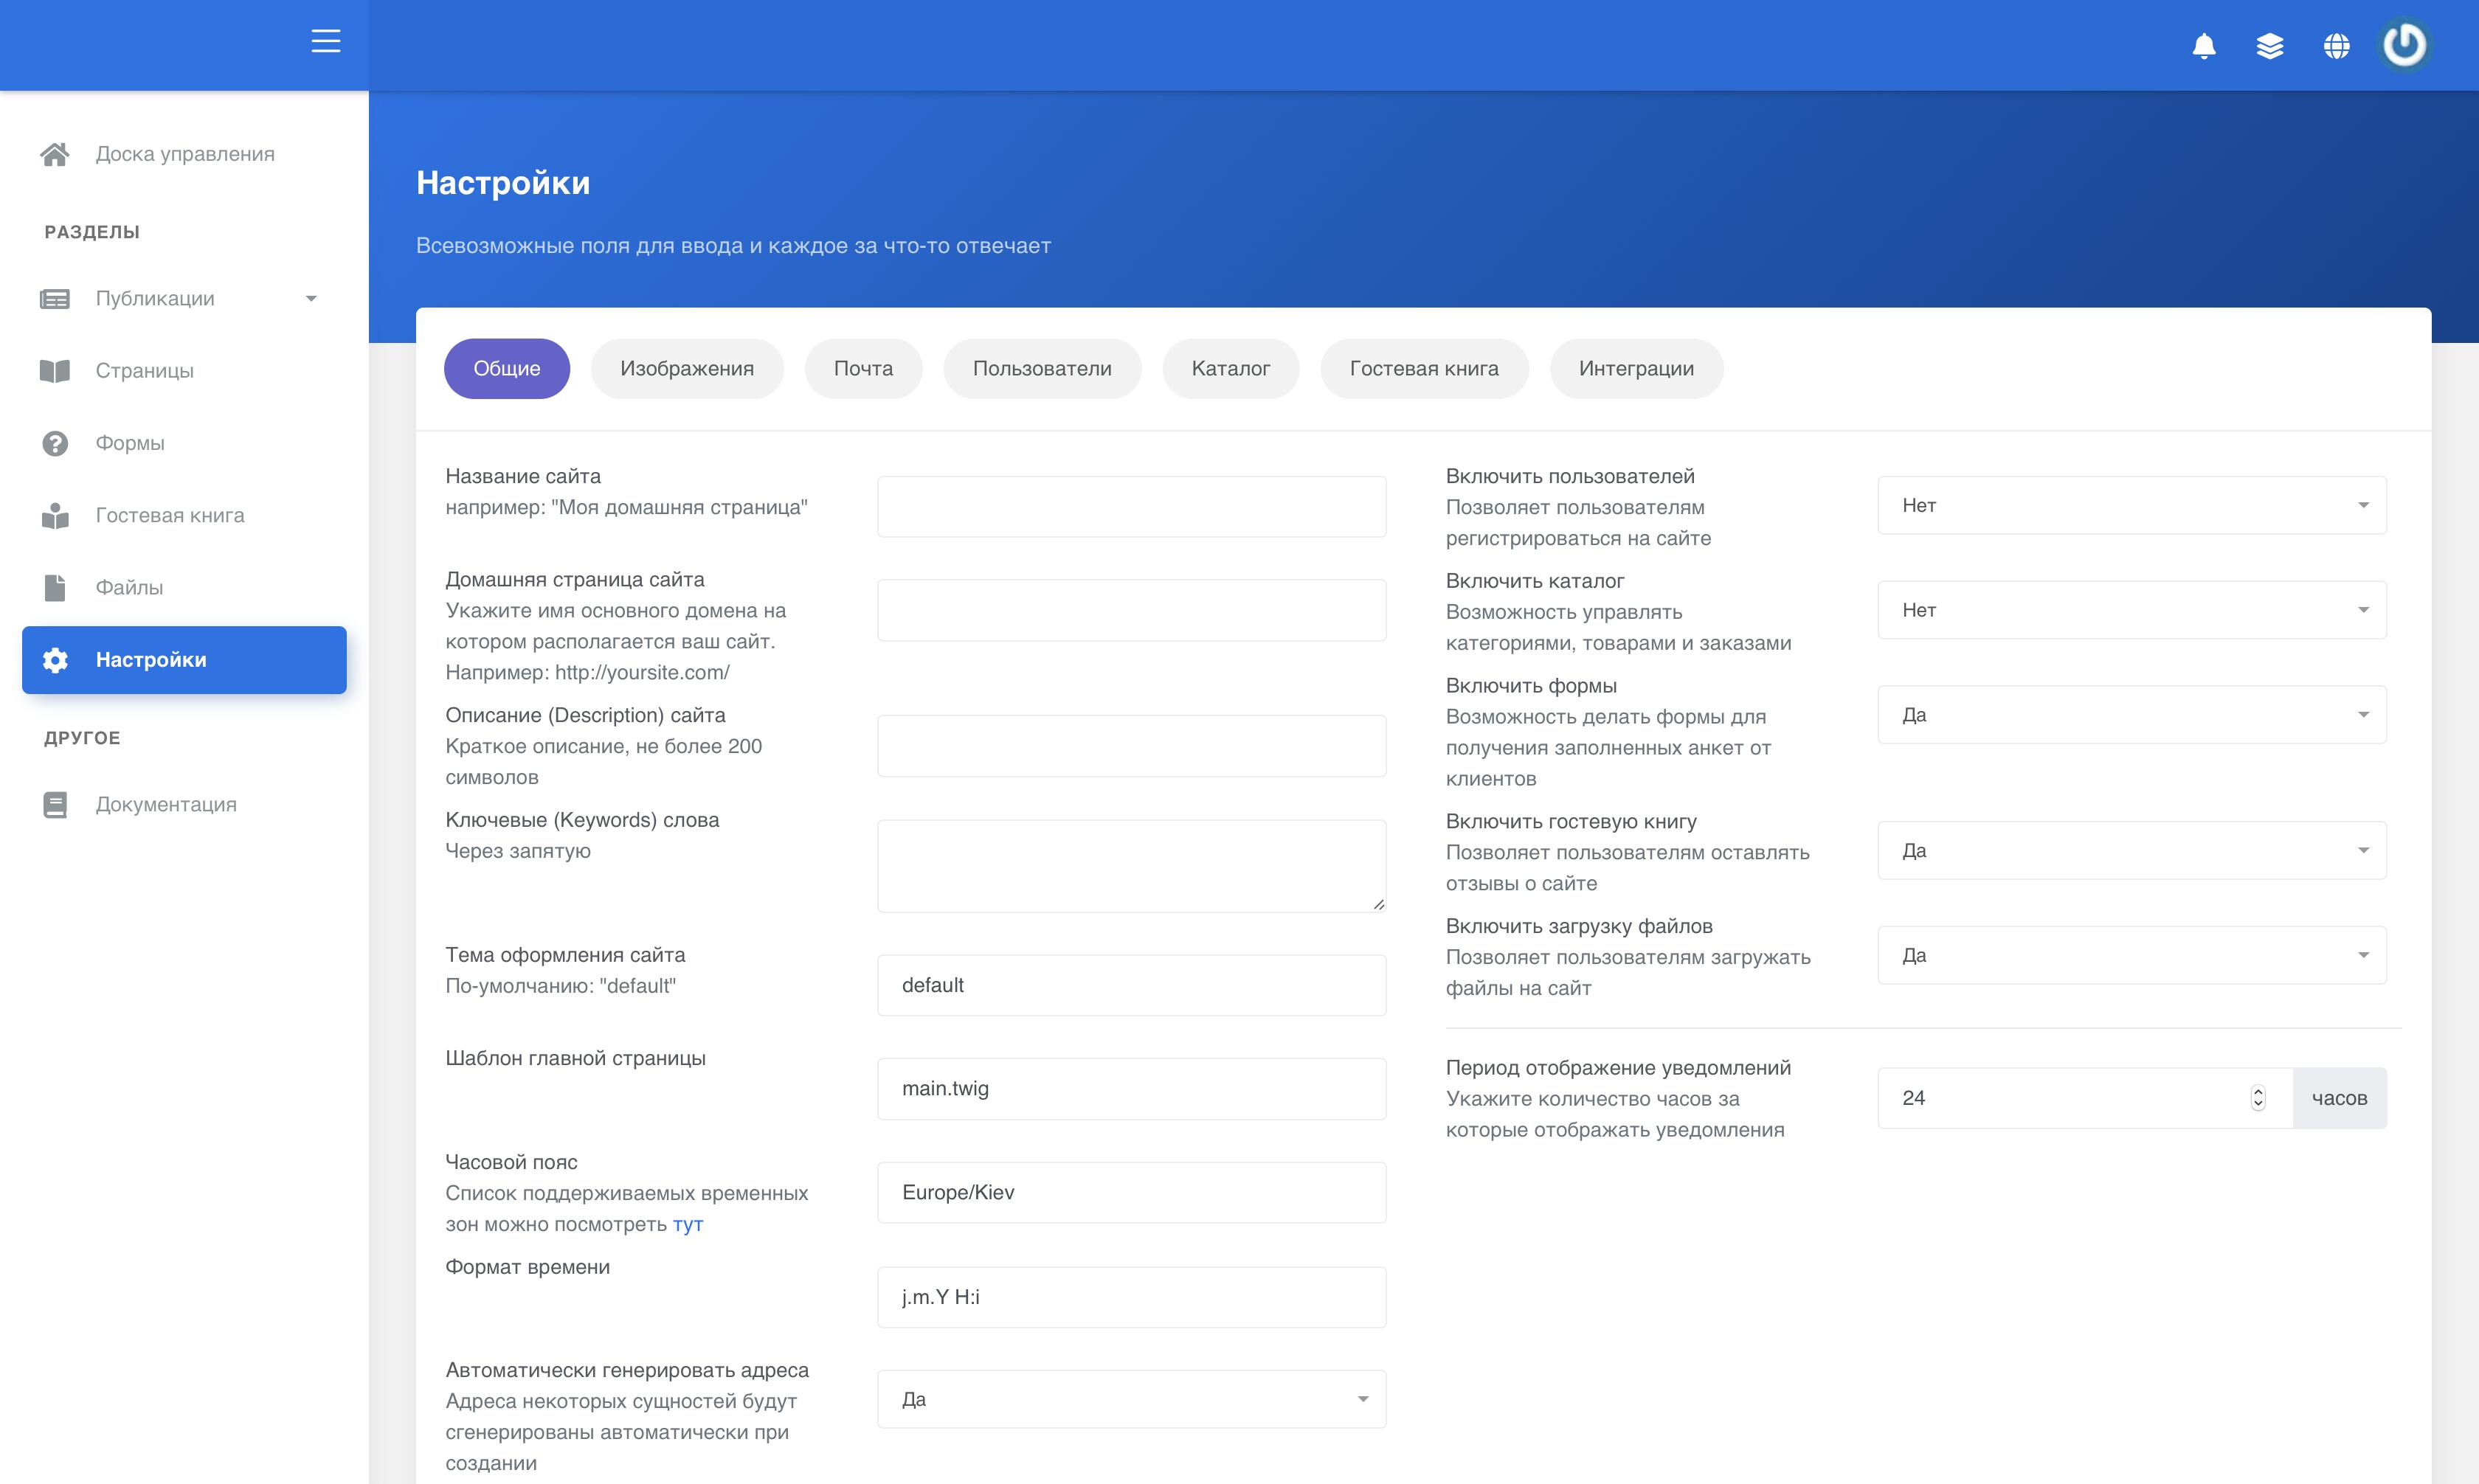 Доска управления
РАЗДЕЛЫ
Публикации
Страницы
Формы
Гостевая книга
Файлы
Настройки
ДРУГОЕ
Документация
Настройки
Всевозможные поля для ввода и каждое за что-то отвечает
Общие
Изображения
Почта
Пользователи
Каталог
Гостевая книга
Интеграции
Название сайта
например: "Моя домашняя страница"
Домашняя страница сайта
Укажите имя основного домена на
котором располагается ваш сайт.
Например: http://yoursite.com/
Описание (Description) сайта
Краткое описание, не более 200
символов
Ключевые (Keywords) слова
Через запятую
Тема оформления сайта
По-умолчанию: "default"
default
Шаблон главной страницы
main.twig
Часовой пояс
Список поддерживаемых временных
зон можно посмотреть тут
Europe/Kiev
Формат времени
j.m.Y H:i
Автоматически генерировать адреса
Адреса некоторых сущностей будут
сгенерированы автоматически при
создании
Да
Включить пользователей
Позволяет пользователям
регистрироваться на сайте
Нет
Включить каталог
Возможность управлять
категориями, товарами и заказами
Нет
Включить формы
Возможность делать формы для
получения заполненных анкет от
клиентов
Да
Включить гостевую книгу
Позволяет пользователям оставлять
отзывы о сайте
Да
Включить загрузку файлов
Позволяет пользователям загружать
файлы на сайт
Да
Период отображение уведомлений
Укажите количество часов за
которые отображать уведомления
24
часов